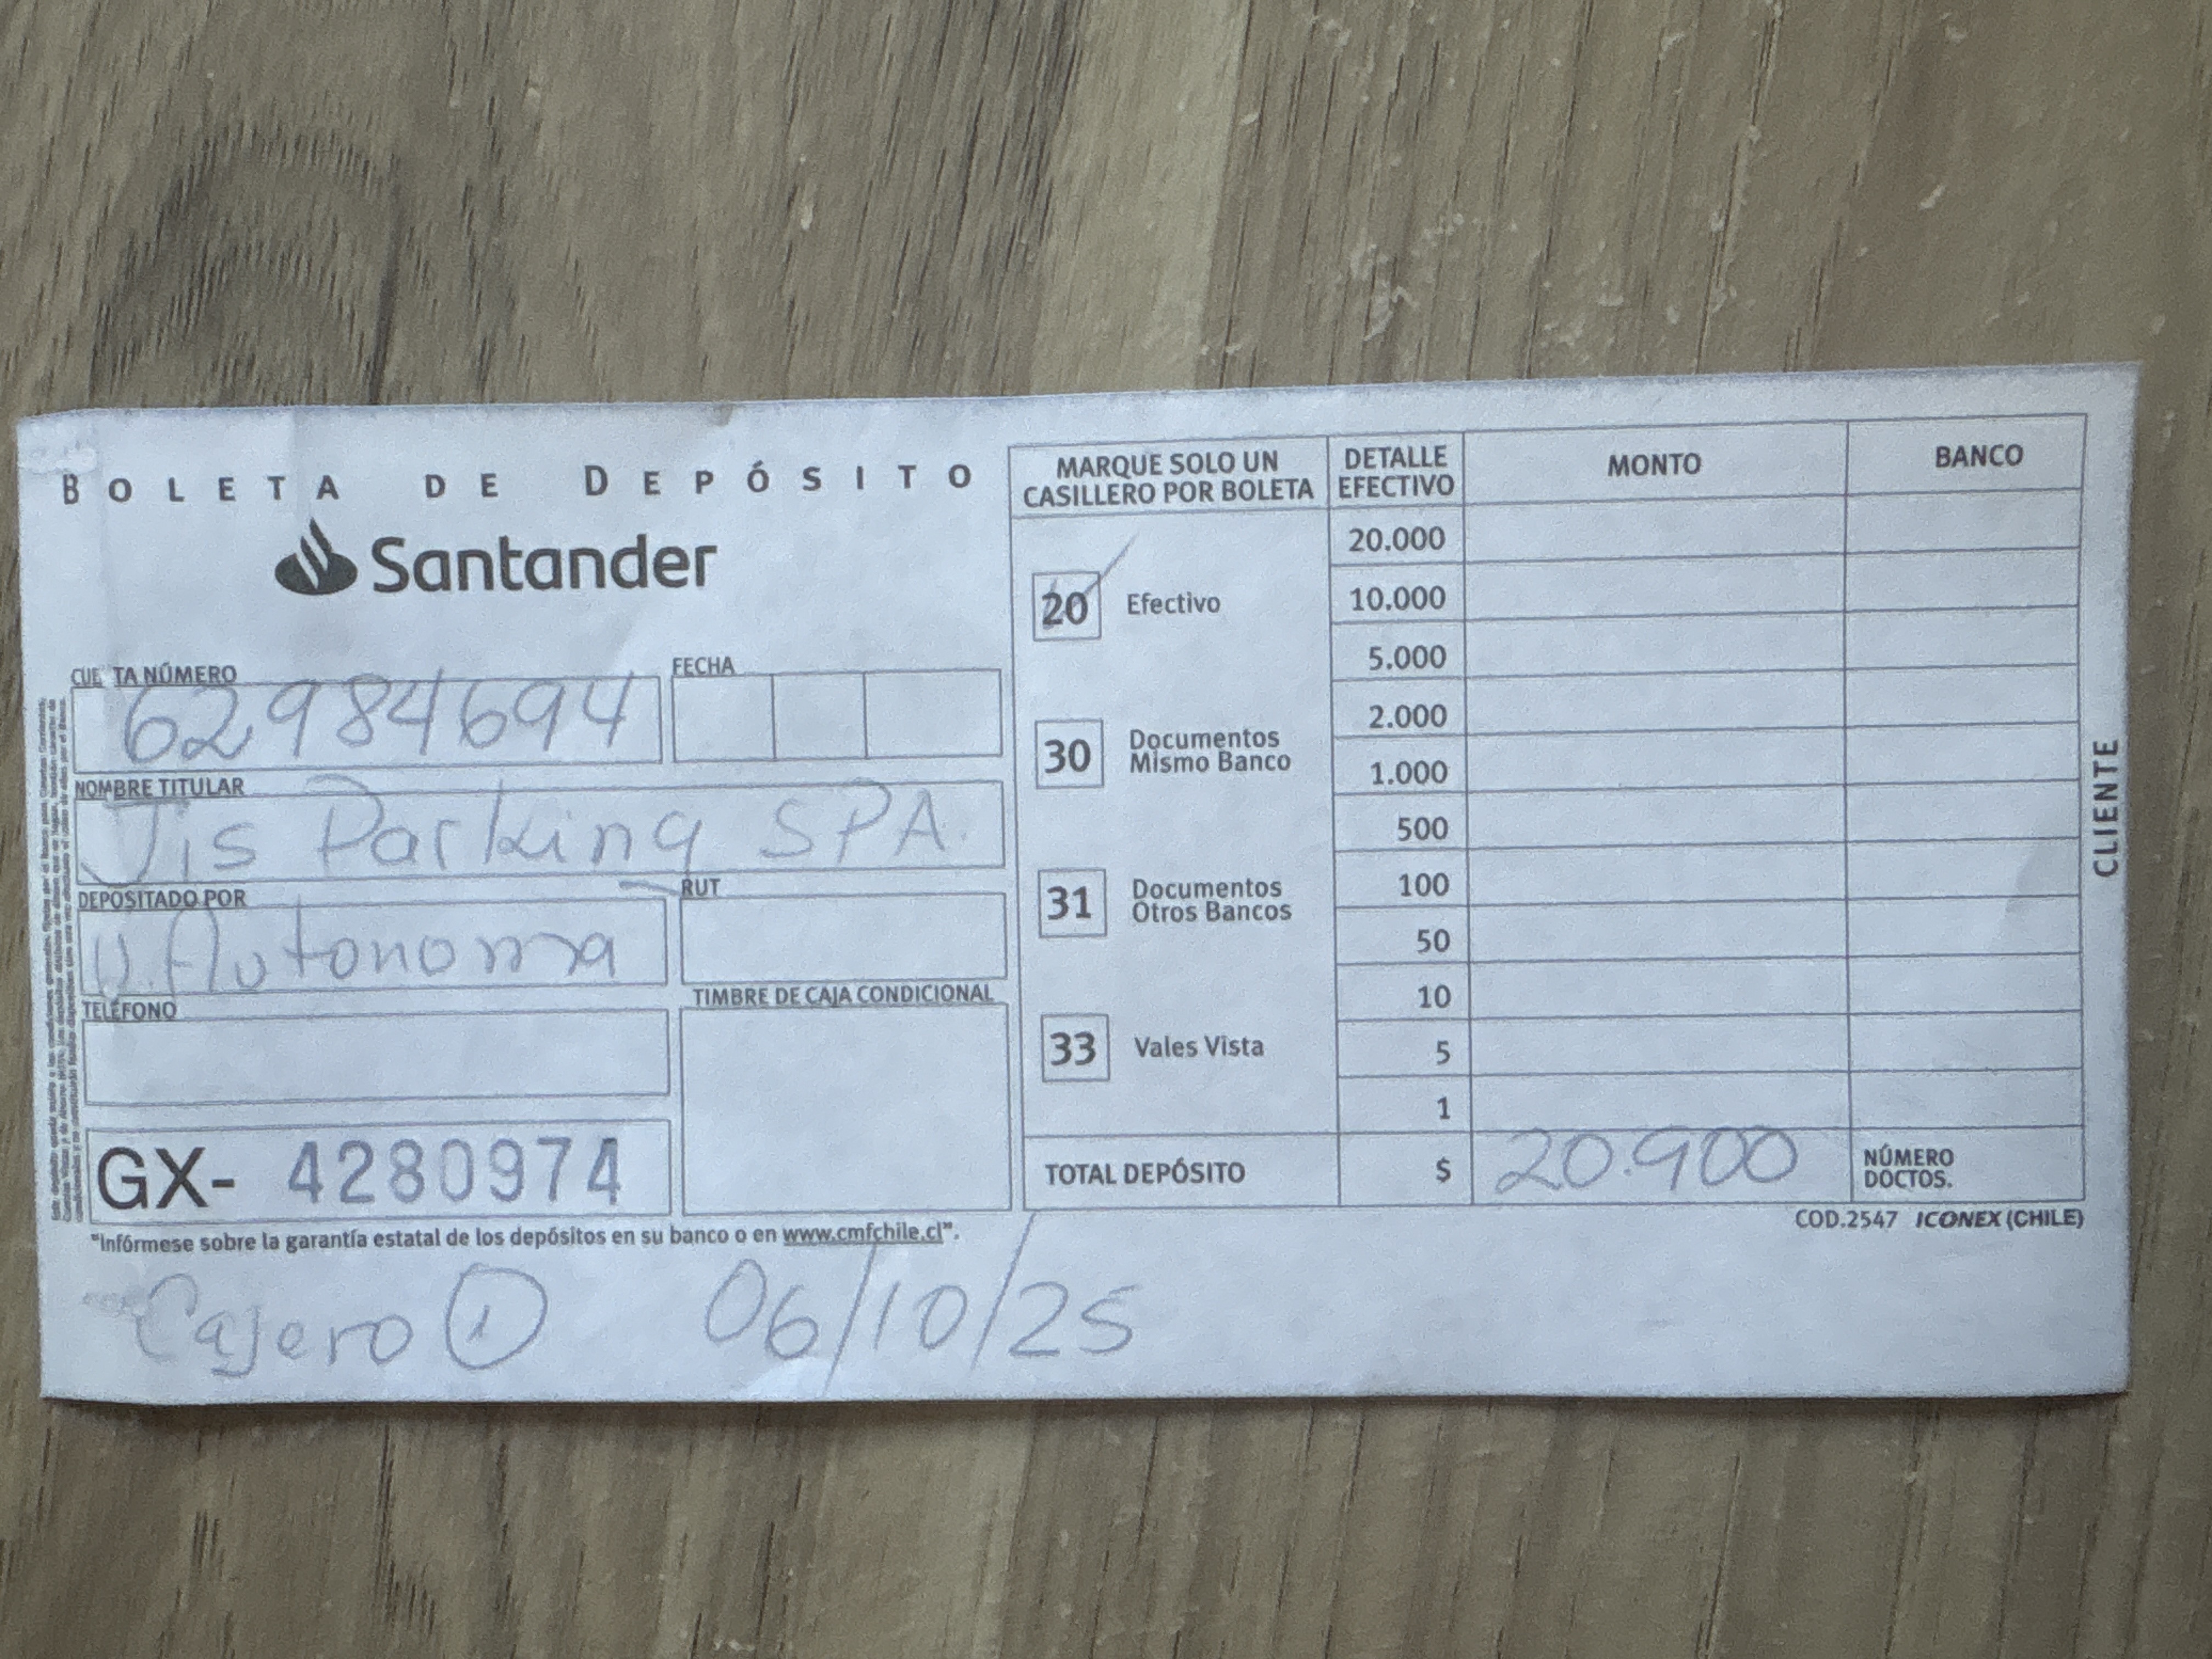 BOLETA DE DEPÓSITO
Santander
CUE TA NÚMERO
62984694
FECHA
NOMBRE TITULAR
Jis Parking SPA.
DEPOSITADO POR
U. Autonoma
RUT
TELÉFONO
TIMBRE DE CAJA CONDICIONAL
GX- 4280974
"Infórmese sobre la garantía estatal de los depósitos en su banco o en www.cmfchile.cl".
Cajero 1 06/10/25
MARQUE SOLO UN
CASILLERO POR BOLETA
20 Efectivo
30 Documentos
Mismo Banco
31 Documentos
Otros Bancos
33 Vales Vista
DETALLE
EFECTIVO
MONTO
BANCO
20.000
10.000
5.000
2.000
1.000
500
100
50
10
5
1
TOTAL DEPÓSITO $ 20.900
NÚMERO
DOCTOS.
COD.2547 ICONEX (CHILE)
CLIENTE